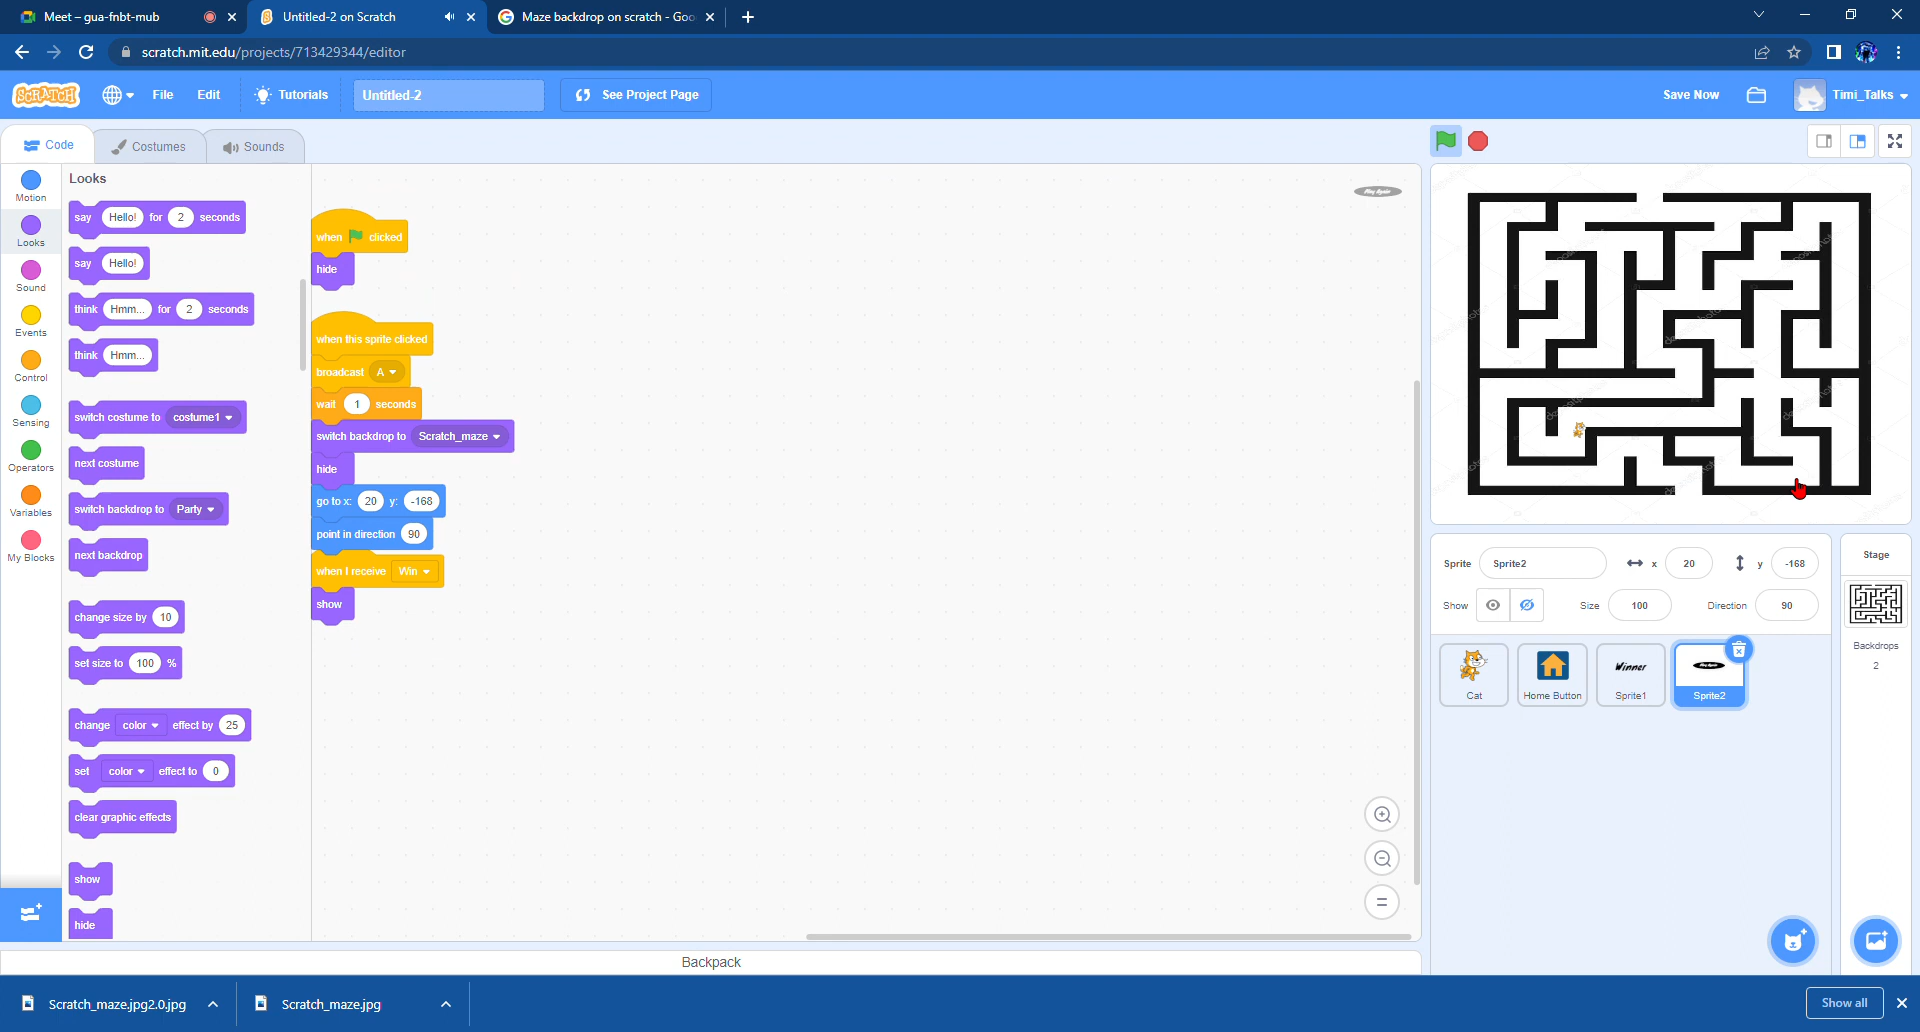 Meet – gua-fnbt-mub
Untitled-2 on Scratch
Maze backdrop on scratch - Goo
scratch.mit.edu/projects/713429344/editor
SCRATCH
File
Edit
Tutorials
Untitled-2
See Project Page
Save Now
Timi_Talks
Code
Costumes
Sounds
Motion
Looks
Sound
Events
Control
Sensing
Operators
Variables
My Blocks
Looks
say Hello! for 2 seconds
say Hello!
think Hmm... for 2 seconds
think Hmm...
switch costume to costume1
next costume
switch backdrop to Party
next backdrop
change size by 10
set size to 100 %
change color effect by 25
set color effect to 0
clear graphic effects
show
hide
when clicked
hide
when this sprite clicked
broadcast A
wait 1 seconds
switch backdrop to Scratch_maze
hide
go to x: 20 y: -168
point in direction 90
when I receive Win
show
Play Again
Backpack
Sprite Sprite2 x 20 y -168
Show Size 100 Direction 90
Cat
Home Button
Winner
Sprite1
Play Again
Sprite2
Stage
Backdrops
2
Scratch_maze.jpg2.0.jpg
Scratch_maze.jpg
Show all